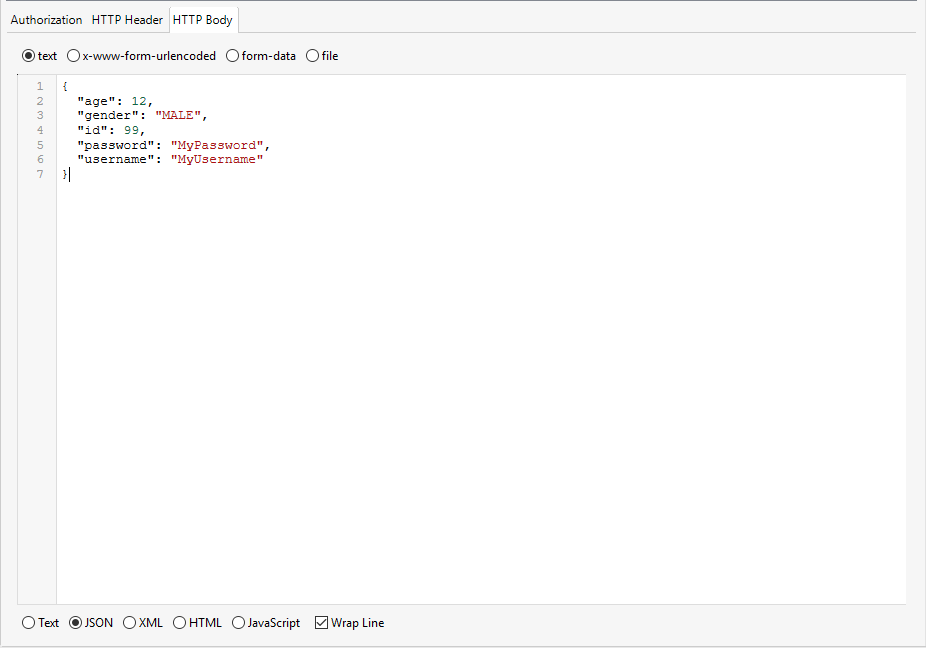 Authorization HTTP Header HTTP Body
text x-www-form-urlencoded form-data file
1 {
2   "age": 12,
3   "gender": "MALE",
4   "id": 99,
5   "password": "MyPassword",
6   "username": "MyUsername"
7 }
Text JSON XML HTML JavaScript Wrap Line